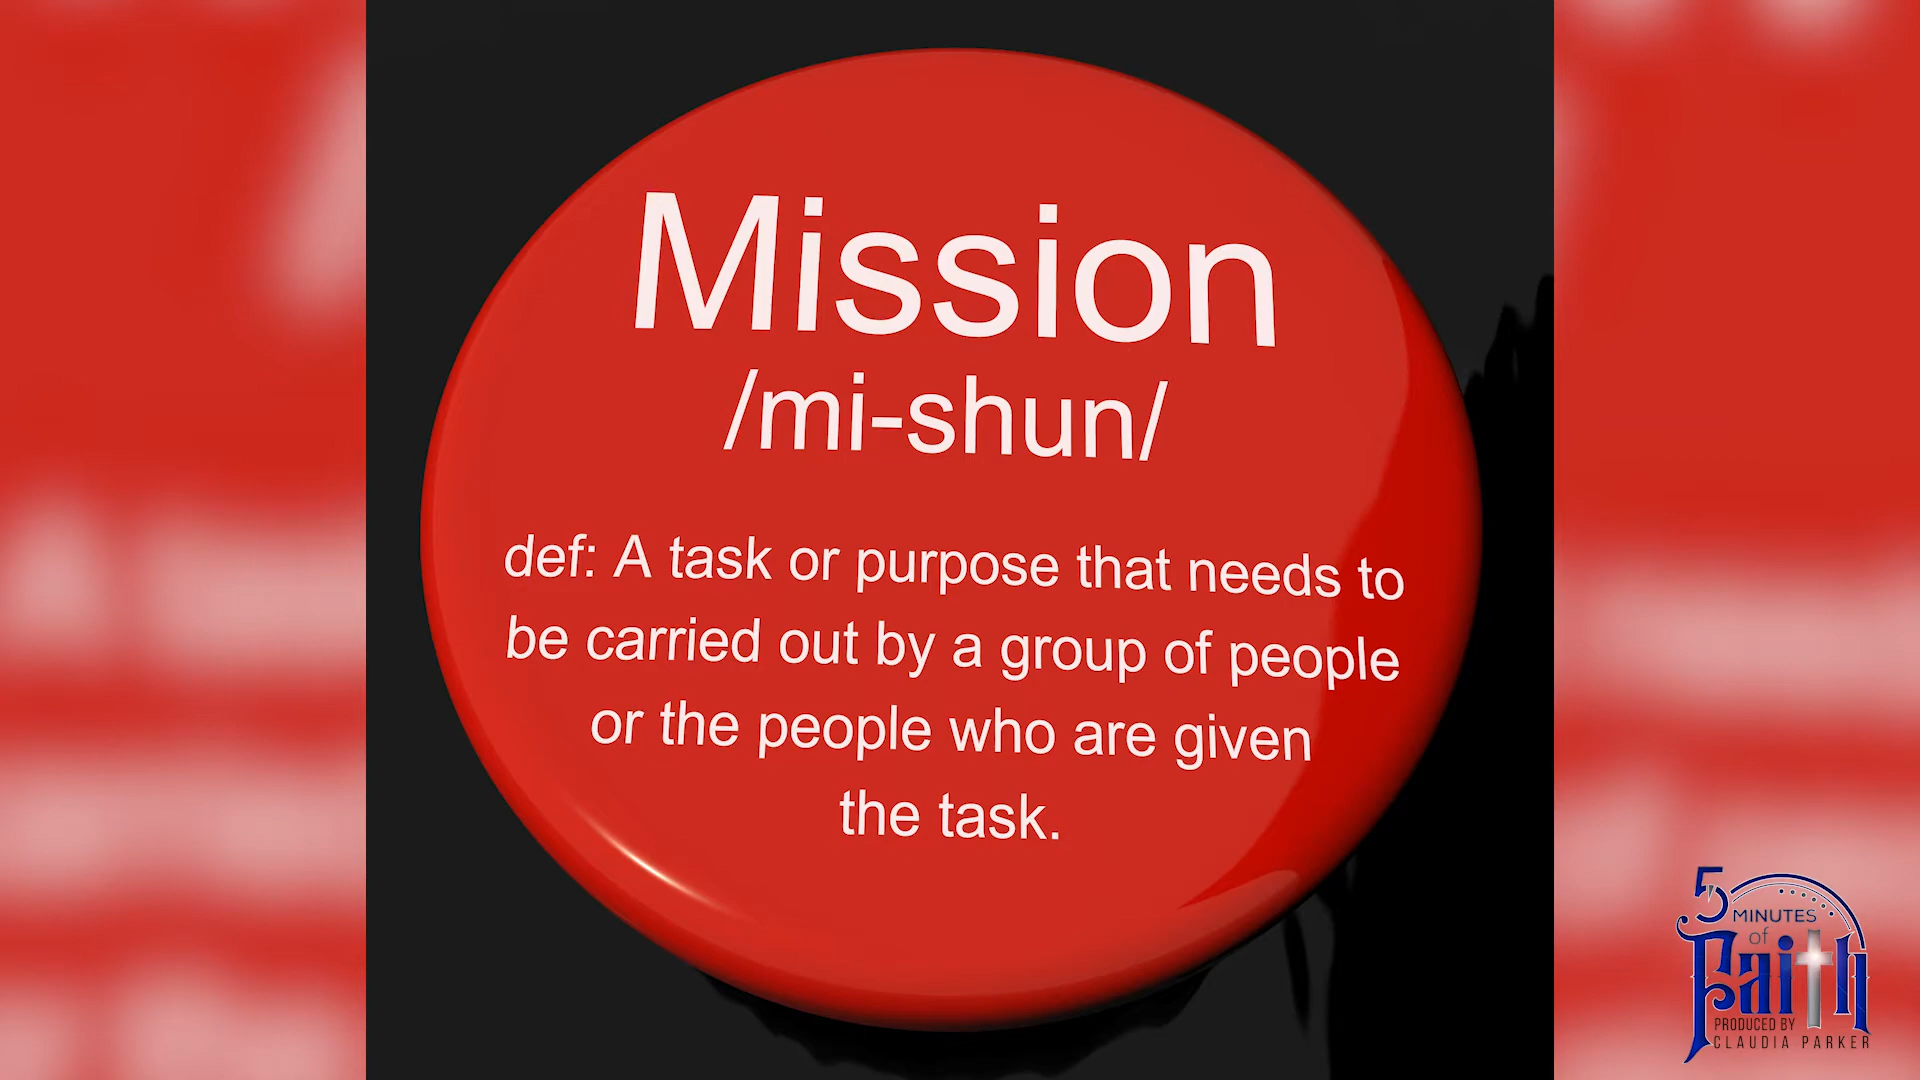 Mission
/mi-shun/
def: A task or purpose that needs to
be carried out by a group of people
or the people who are given
the task.
5 MINUTES
of
Faith
PRODUCED BY
CLAUDIA PARKER